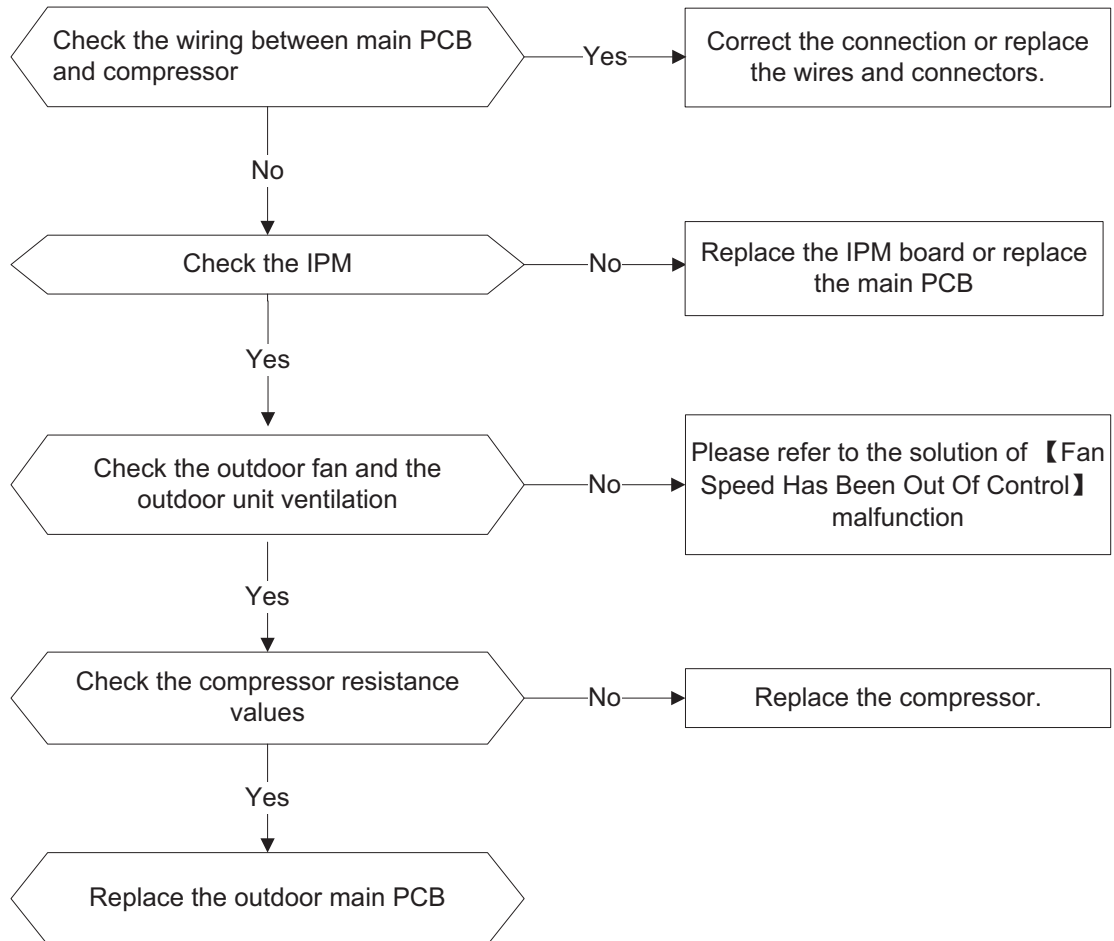 Check the wiring between main PCB
and compressor
Yes
Correct the connection or replace
the wires and connectors.
No
Check the IPM
No
Replace the IPM board or replace
the main PCB
Yes
Check the outdoor fan and the
outdoor unit ventilation
No
Please refer to the solution of 【Fan
Speed Has Been Out Of Control】
malfunction
Yes
Check the compressor resistance
values
No
Replace the compressor.
Yes
Replace the outdoor main PCB